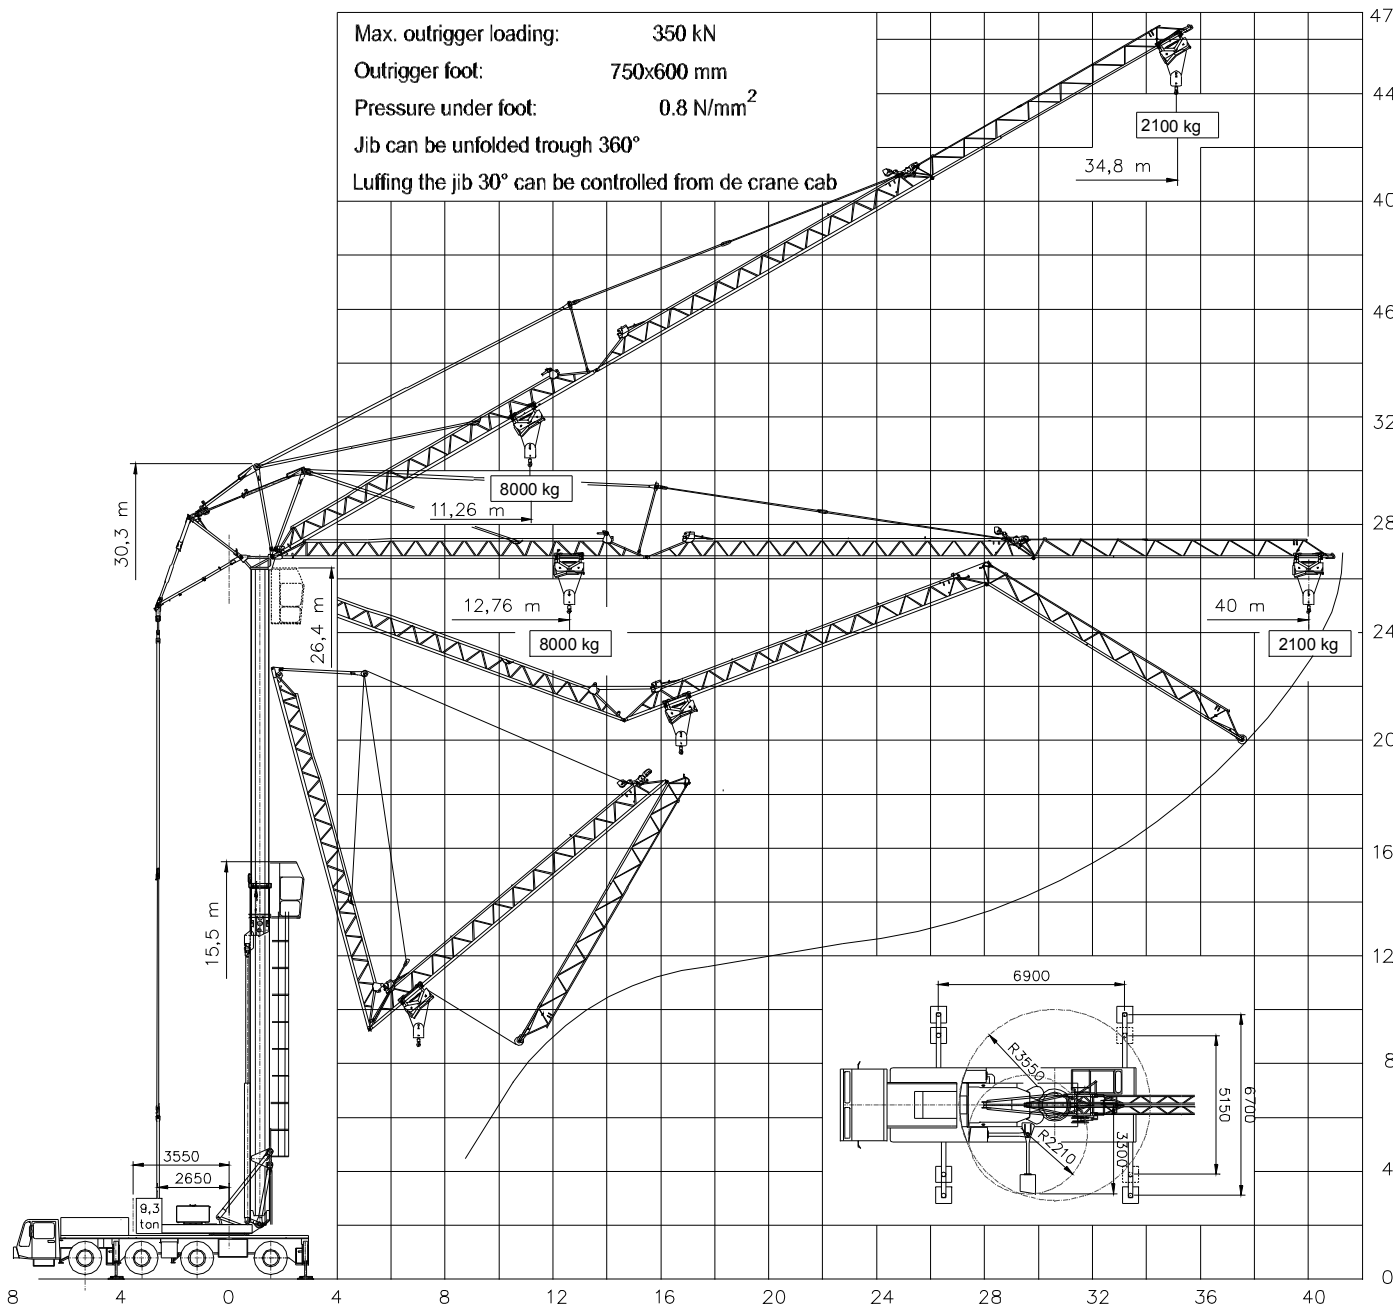 Max. outrigger loading: 350 kN
Outrigger foot: 750x600 mm
Pressure under foot: 0.8 N/mm²
Jib can be unfolded trough 360°
Luffing the jib 30° can be controlled from de crane cab
47
44
40
46
32
28
24
20
16
12
8
4
0
2100 kg
34,8 m
8000 kg
11,26 m
30,3 m
12,76 m
8000 kg
40 m
2100 kg
26,4 m
15,5 m
6900
R3550
R2210
3300
5150
6700
3550
2650
9,3
ton
8 4 0 4 8 12 16 20 24 28 32 36 40